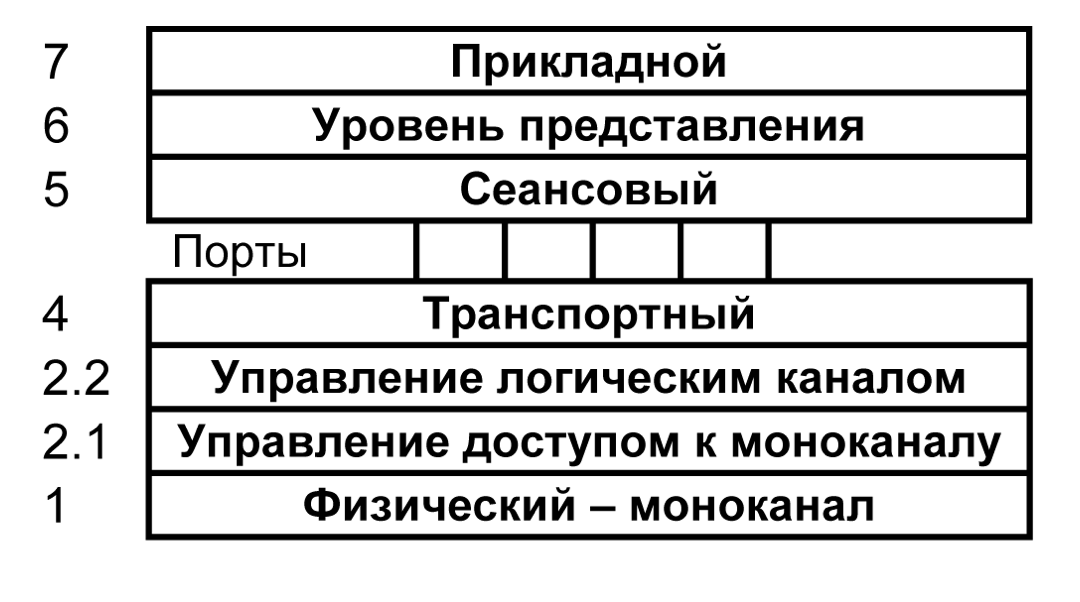 7 Прикладной
6 Уровень представления
5 Сеансовый
Порты
4 Транспортный
2.2 Управление логическим каналом
2.1 Управление доступом к моноканалу
1 Физический – моноканал